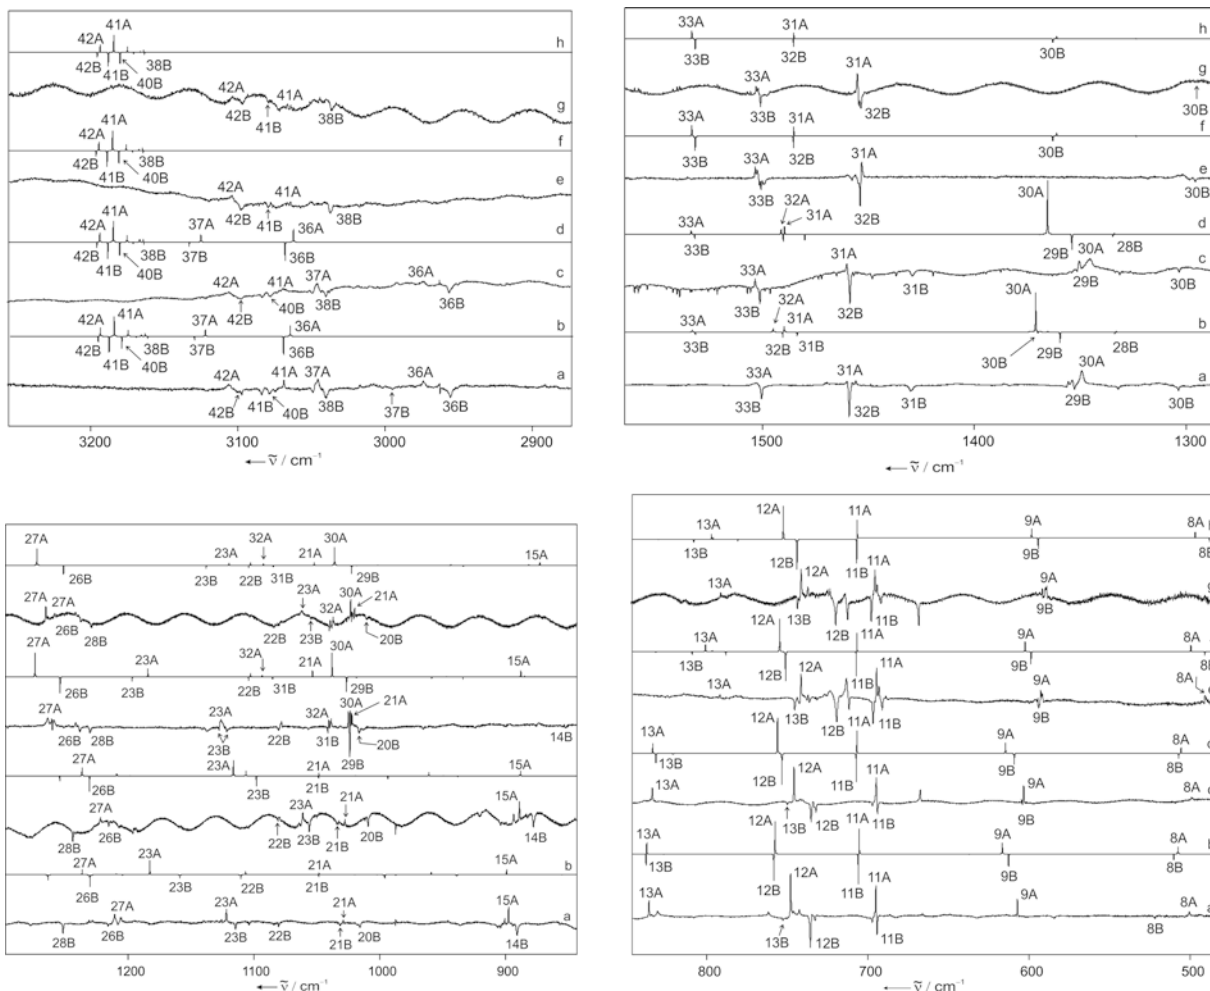 41A
42A
h
42B 38B
41B 40B
42A 41A
g
42B 41B 38B
41A
42A
f
42B 38B
41B 40B
42A 41A
e
42B 41B 38B
41A
42A 37A 36A
d
42B 38B 37B 36B
41B 40B
42A 41A 37A 36A
c
42B 40B 38B 36B
41A
42A 37A 36A
b
42B 38B 37B 36B
41B 40B
42A 41A 37A 36A
a
42B 41B 40B 38B 37B 36B
3200 3100 3000 2900
← ṽ / cm⁻¹
33A 31A
h
33B 32B 30B
31A
33A
g
33B 32B 30B
33A 31A
f
33B 32B 30B
33A 31A
e
33B 32B 30B
30A
33A 32A 31A
d
33B 29B 28B
33A 31A 30A
c
33B 32A 32B 31B 29B 30B
30A
33A 31A
b
33B 32B 31B 30B 29B 28B
33A 31A 30A
a
33B 32B 31B 29B 30B
1500 1400 1300
← ṽ / cm⁻¹
27A 23A 32A 21A 30A 15A
26B 23B 22B 31B 29B
27A 27A 23A 32A 30A 21A
26B 28B 22B 23B 20B
27A 23A 32A 21A 30A 15A
26B 23B 22B 31B 29B
27A 23A 32A 30A 21A
26B 28B 23B 22B 31B 29B 20B 14B
27A 23A 21A 15A
26B 23B 21B
27A 23A 21A 15A
28B 26B 22B 23B 21B 20B 14B
27A 23A 21A 15A
b
26B 23B 22B 21B
27A 23A 21A 15A
a
28B 26B 23B 22B 21B 20B 14B
1200 1100 1000 900
← ṽ / cm⁻¹
13A 12A 11A 9A 8A
13B 12B 11B 9B 8B
13A 12A 11A 9A
13B 12B 11B 9B
13A 12A 11A 9A 8A
13B 12B 11B 9B 8B
13A 12A 11A 9A 8A
13B 12B 11B 9B
13A 12A 11A 9A 8A
13B 12B 11B 9B 8B
13A 12A 11A 9A 8A
13B 12B 11B 9B
13A 12A 11A 9A 8A
13B 12B 11B 9B 8B
13A 12A 11A 9A 8A
a
13B 12B 11B 8B
800 700 600 500
← ṽ / cm⁻¹